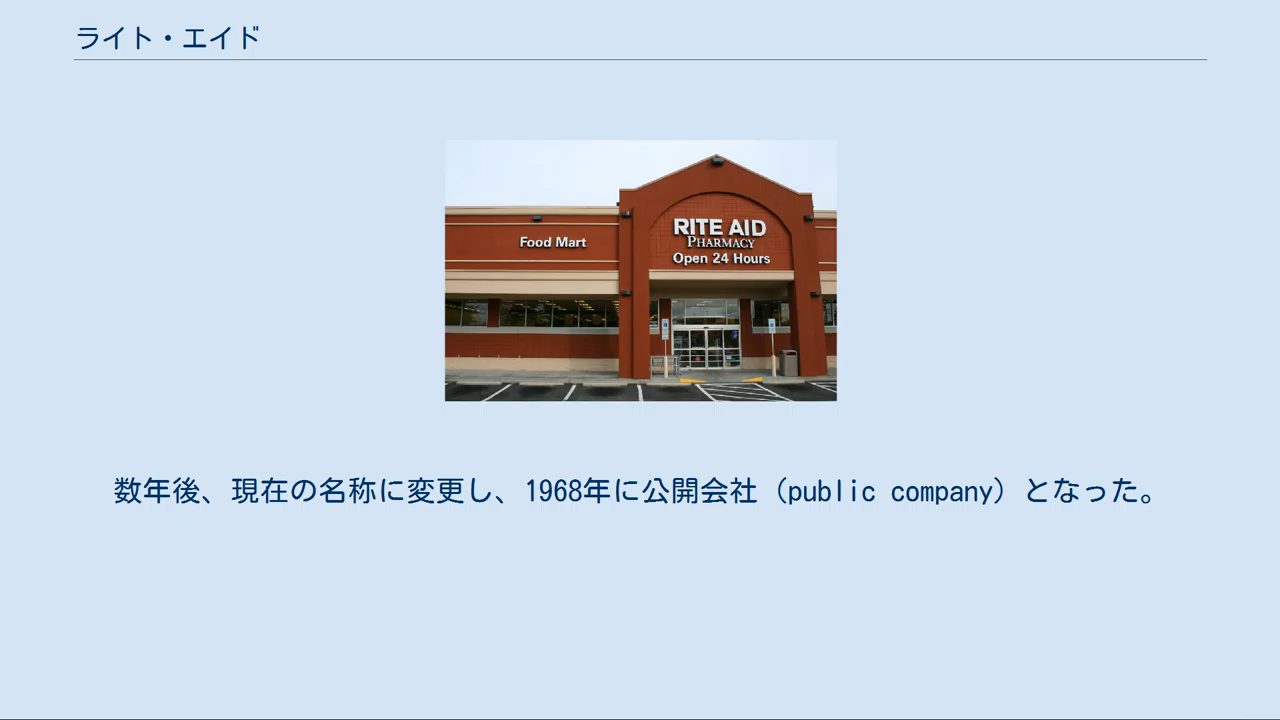 ライト・エイド
RITE AID
PHARMACY
Food Mart
Open 24 Hours
数年後、現在の名称に変更し、1968年に公開会社（public company）となった。